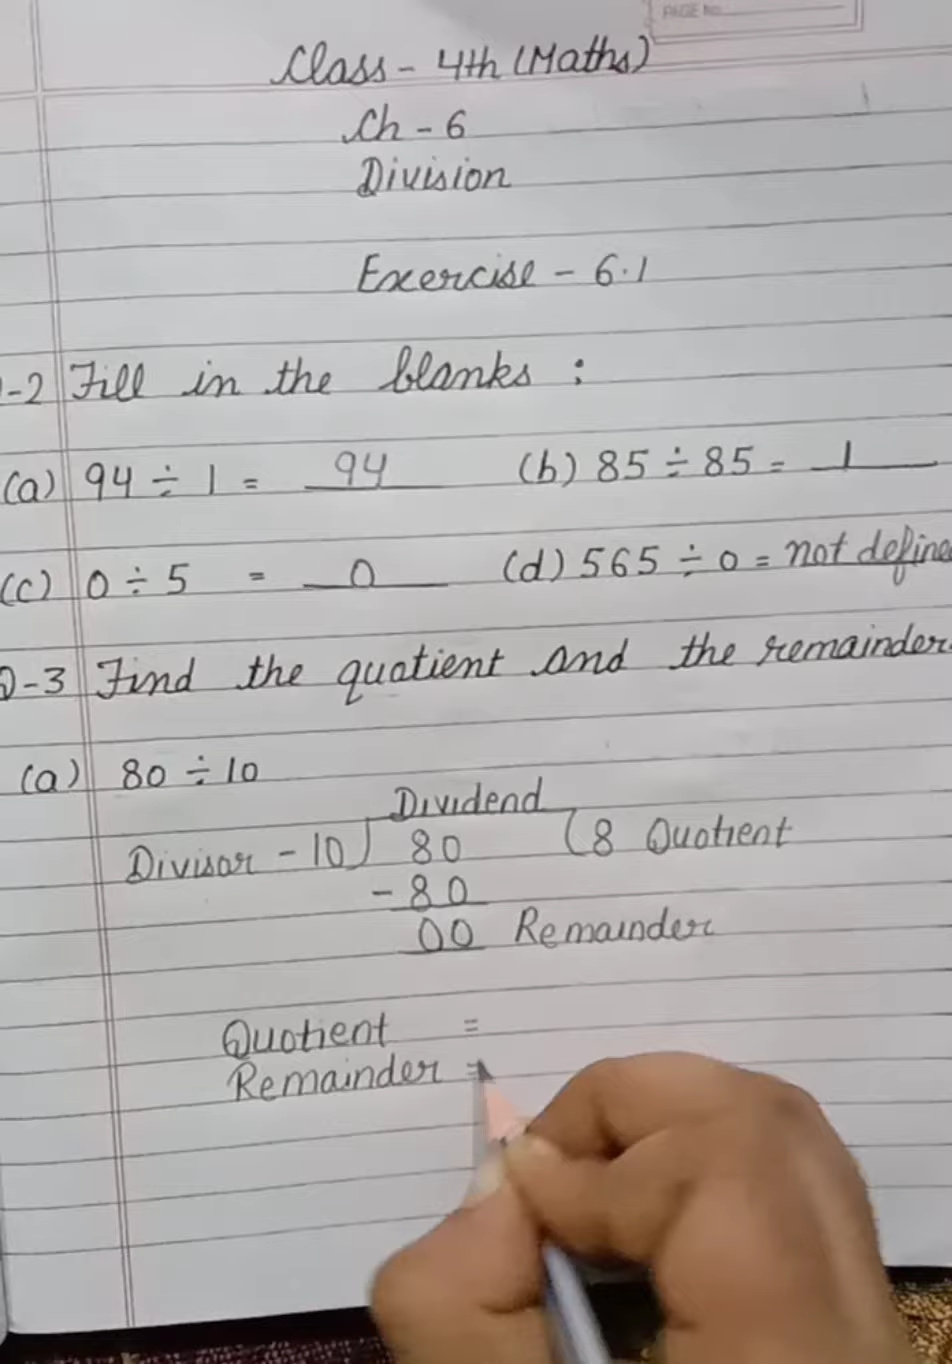 PAGE No.
Class - 4th (Maths)
Ch - 6
Division
Exercise - 6.1
-2 Fill in the blanks :
(a) 94 ÷ 1 = 94 (b) 85 ÷ 85 = 1
(c) 0 ÷ 5 = 0 (d) 565 ÷ 0 = not define
Q-3 Find the quotient and the remainder.
(a) 80 ÷ 10
Dividend
Divisor - 10) 80 (8 Quotient
- 80
00 Remainder
Quotient =
Remainder =